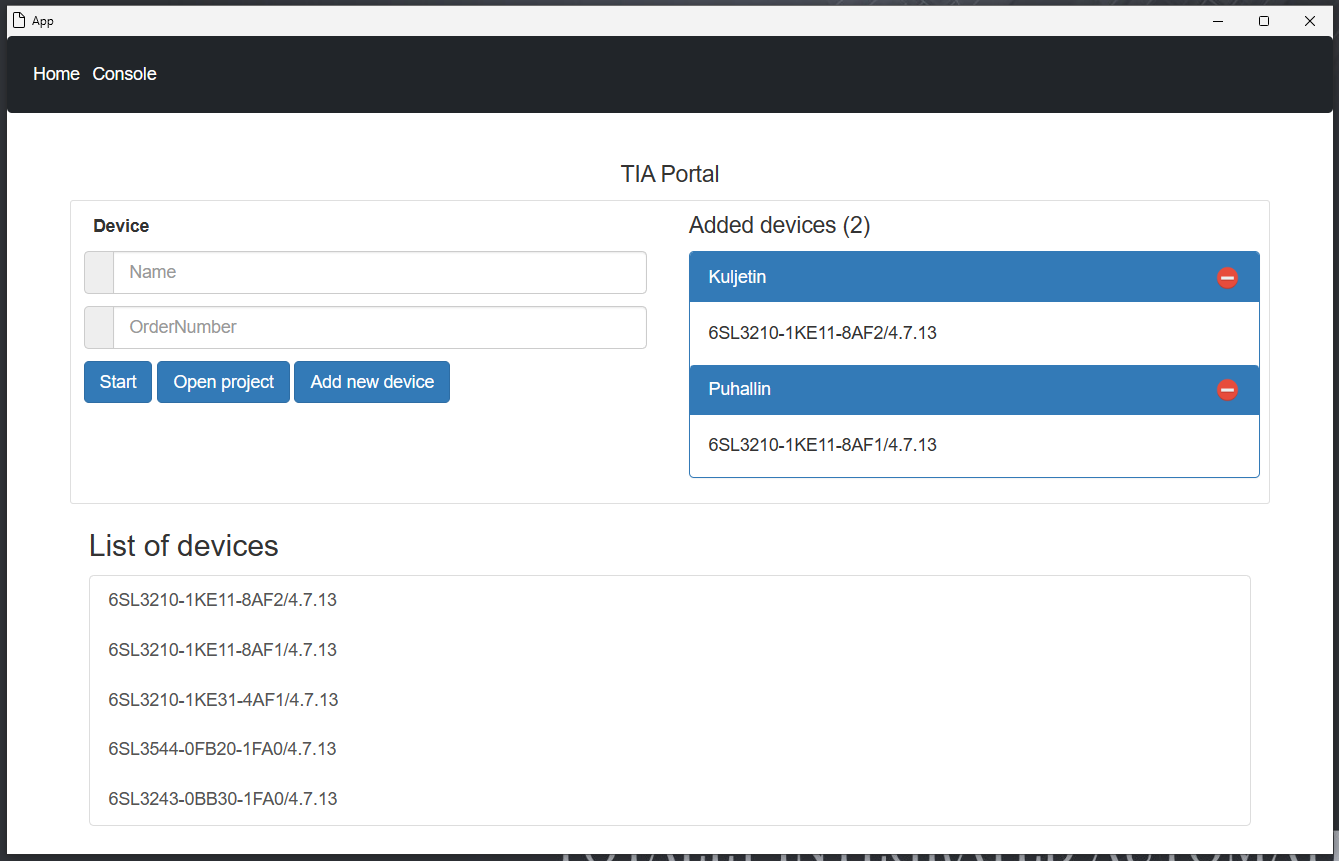 App
Home Console
TIA Portal
Device
Name
OrderNumber
Start Open project Add new device
Added devices (2)
Kuljetin
6SL3210-1KE11-8AF2/4.7.13
Puhallin
6SL3210-1KE11-8AF1/4.7.13
List of devices
6SL3210-1KE11-8AF2/4.7.13
6SL3210-1KE11-8AF1/4.7.13
6SL3210-1KE31-4AF1/4.7.13
6SL3544-0FB20-1FA0/4.7.13
6SL3243-0BB30-1FA0/4.7.13